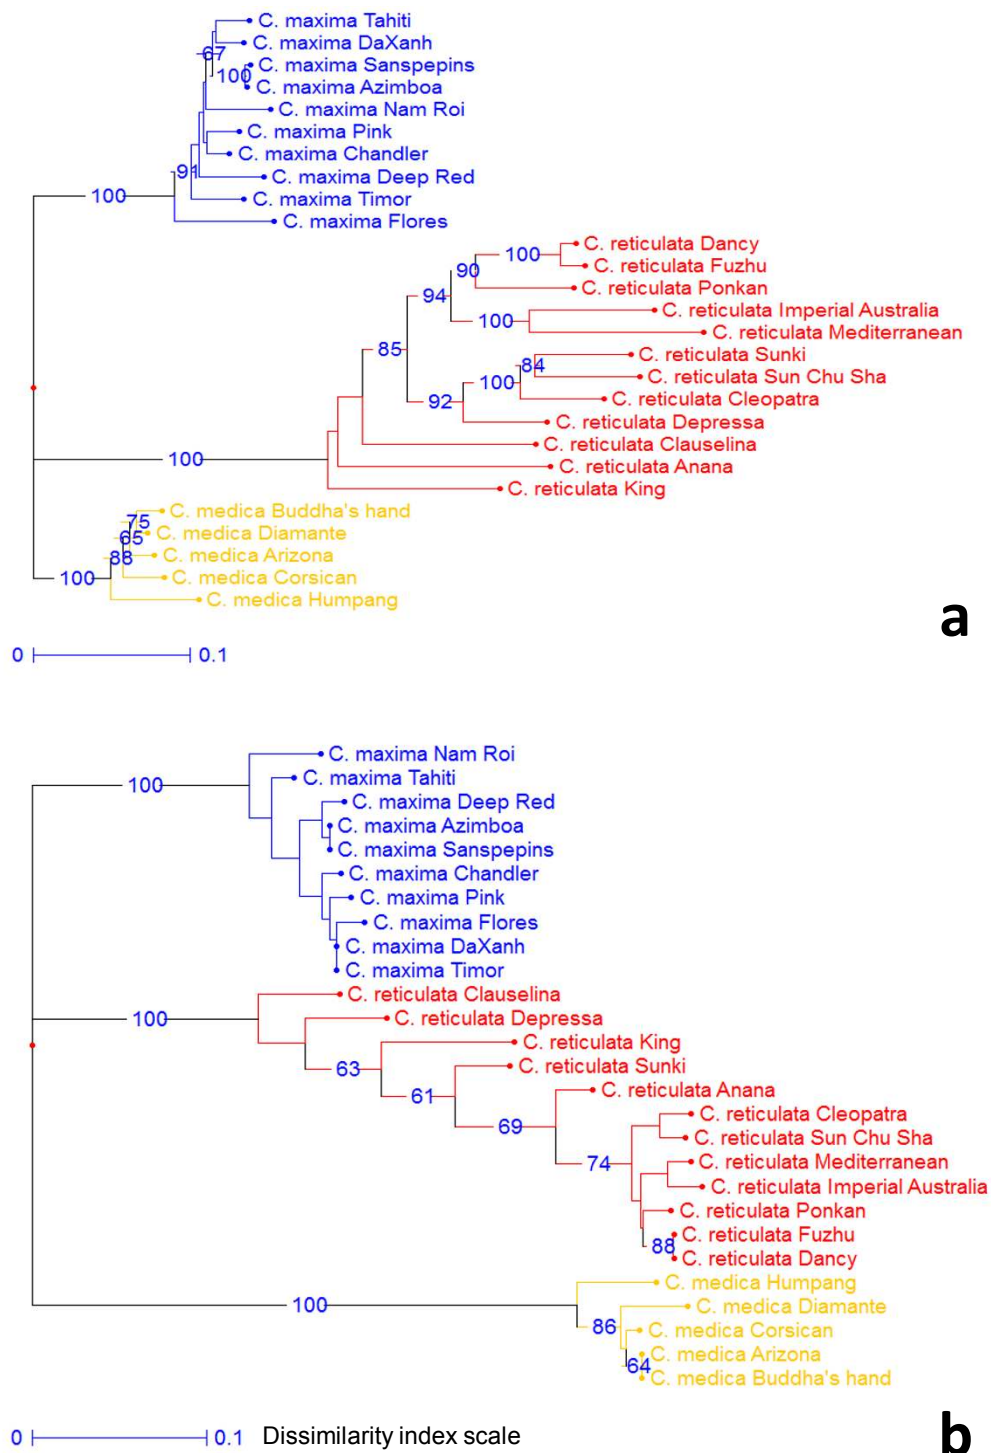 C. maxima Tahiti
C. maxima DaXanh
67
C. maxima Sanspepins
100
C. maxima Azimboa
C. maxima Nam Roi
C. maxima Pink
C. maxima Chandler
91
C. maxima Deep Red
100
C. maxima Timor
C. maxima Flores
C. reticulata Dancy
100
C. reticulata Fuzhu
90
C. reticulata Ponkan
94
C. reticulata Imperial Australia
100
C. reticulata Mediterranean
85
C. reticulata Sunki
84
C. reticulata Sun Chu Sha
100
C. reticulata Cleopatra
92
C. reticulata Depressa
C. reticulata Clauselina
100
C. reticulata Anana
C. reticulata King
C. medica Buddha's hand
75
C. medica Diamante
65
C. medica Arizona
88
C. medica Corsican
100
C. medica Humpang
a
0 0.1
C. maxima Nam Roi
C. maxima Tahiti
100
C. maxima Deep Red
C. maxima Azimboa
C. maxima Sanspepins
C. maxima Chandler
C. maxima Pink
C. maxima Flores
C. maxima DaXanh
C. maxima Timor
C. reticulata Clauselina
100
C. reticulata Depressa
C. reticulata King
63
C. reticulata Sunki
61
C. reticulata Anana
C. reticulata Cleopatra
69
C. reticulata Sun Chu Sha
74
C. reticulata Mediterranean
C. reticulata Imperial Australia
C. reticulata Ponkan
C. reticulata Fuzhu
88
C. reticulata Dancy
C. medica Humpang
100
C. medica Diamante
86
C. medica Corsican
C. medica Arizona
64
C. medica Buddha's hand
0 0.1 Dissimilarity index scale
b